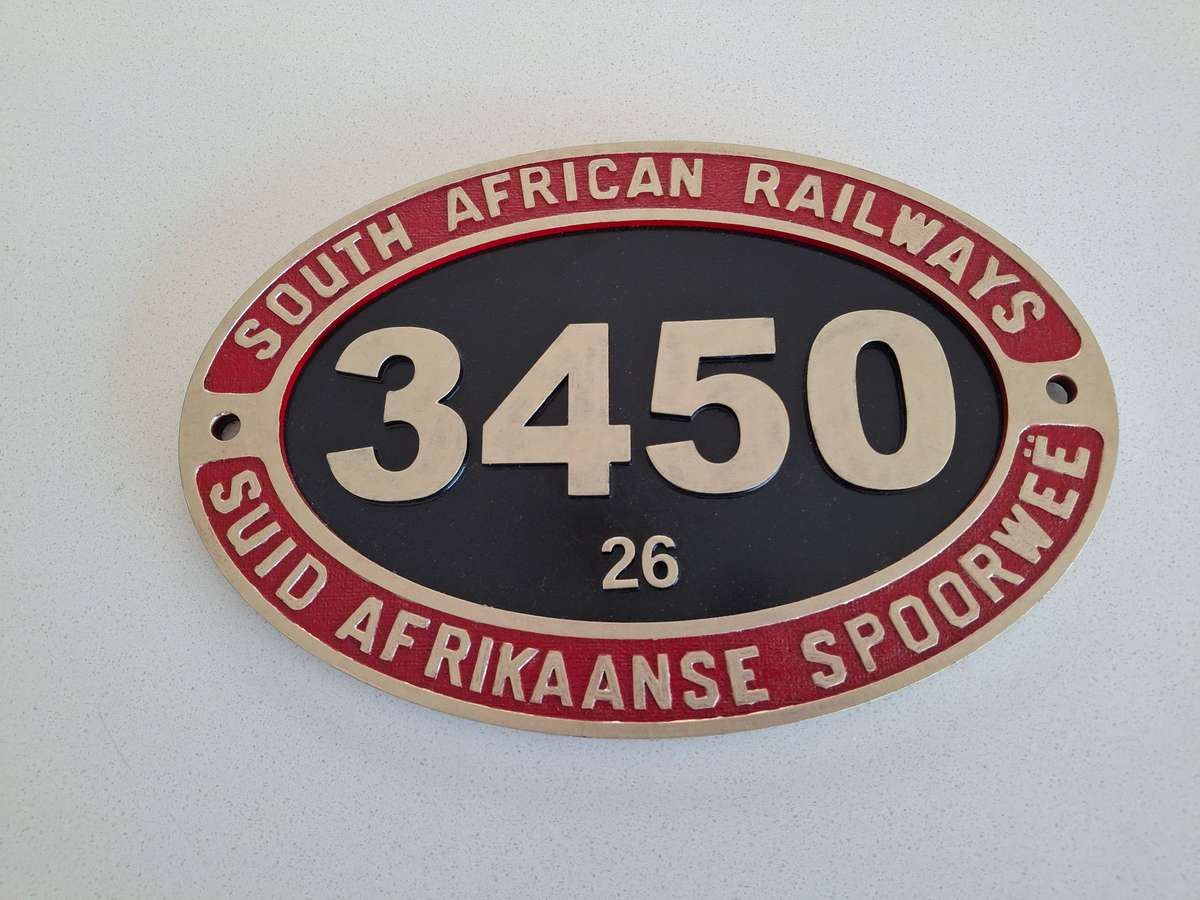 SOUTH AFRICAN RAILWAYS
3450
26
SUID AFRIKAANSE SPOORWEË